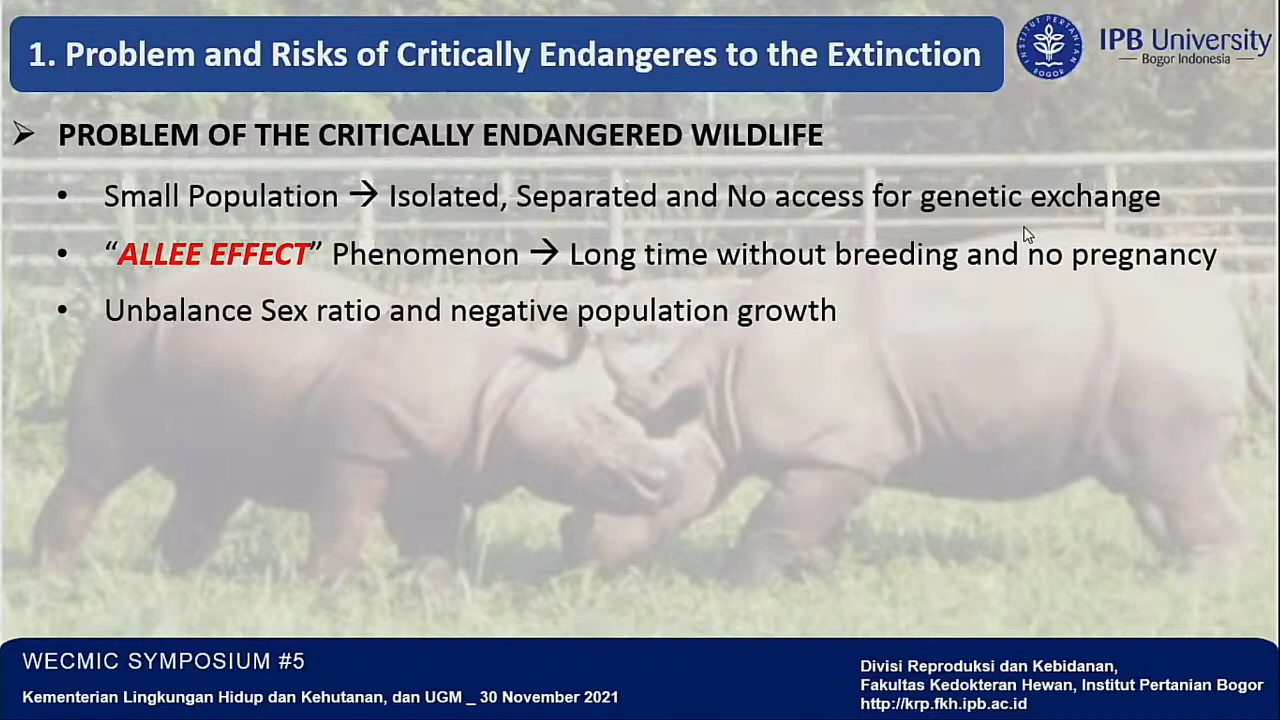 1. Problem and Risks of Critically Endangeres to the Extinction
INSTITUT PERTANIAN
BOGOR
IPB University
Bogor Indonesia
➢ PROBLEM OF THE CRITICALLY ENDANGERED WILDLIFE
• Small Population → Isolated, Separated and No access for genetic exchange
• “ALLEE EFFECT” Phenomenon → Long time without breeding and no pregnancy
• Unbalance Sex ratio and negative population growth
WECMIC SYMPOSIUM #5
Kementerian Lingkungan Hidup dan Kehutanan, dan UGM _ 30 November 2021
Divisi Reproduksi dan Kebidanan,
Fakultas Kedokteran Hewan, Institut Pertanian Bogor
http://krp.fkh.ipb.ac.id